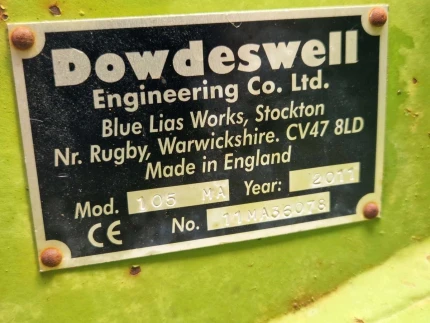 Dowdeswell
Engineering Co. Ltd.
Blue Lias Works, Stockton
Nr. Rugby, Warwickshire. CV47 8LD
Made in England
Mod. 105 MA Year: 2011
CE No. 11MA36078